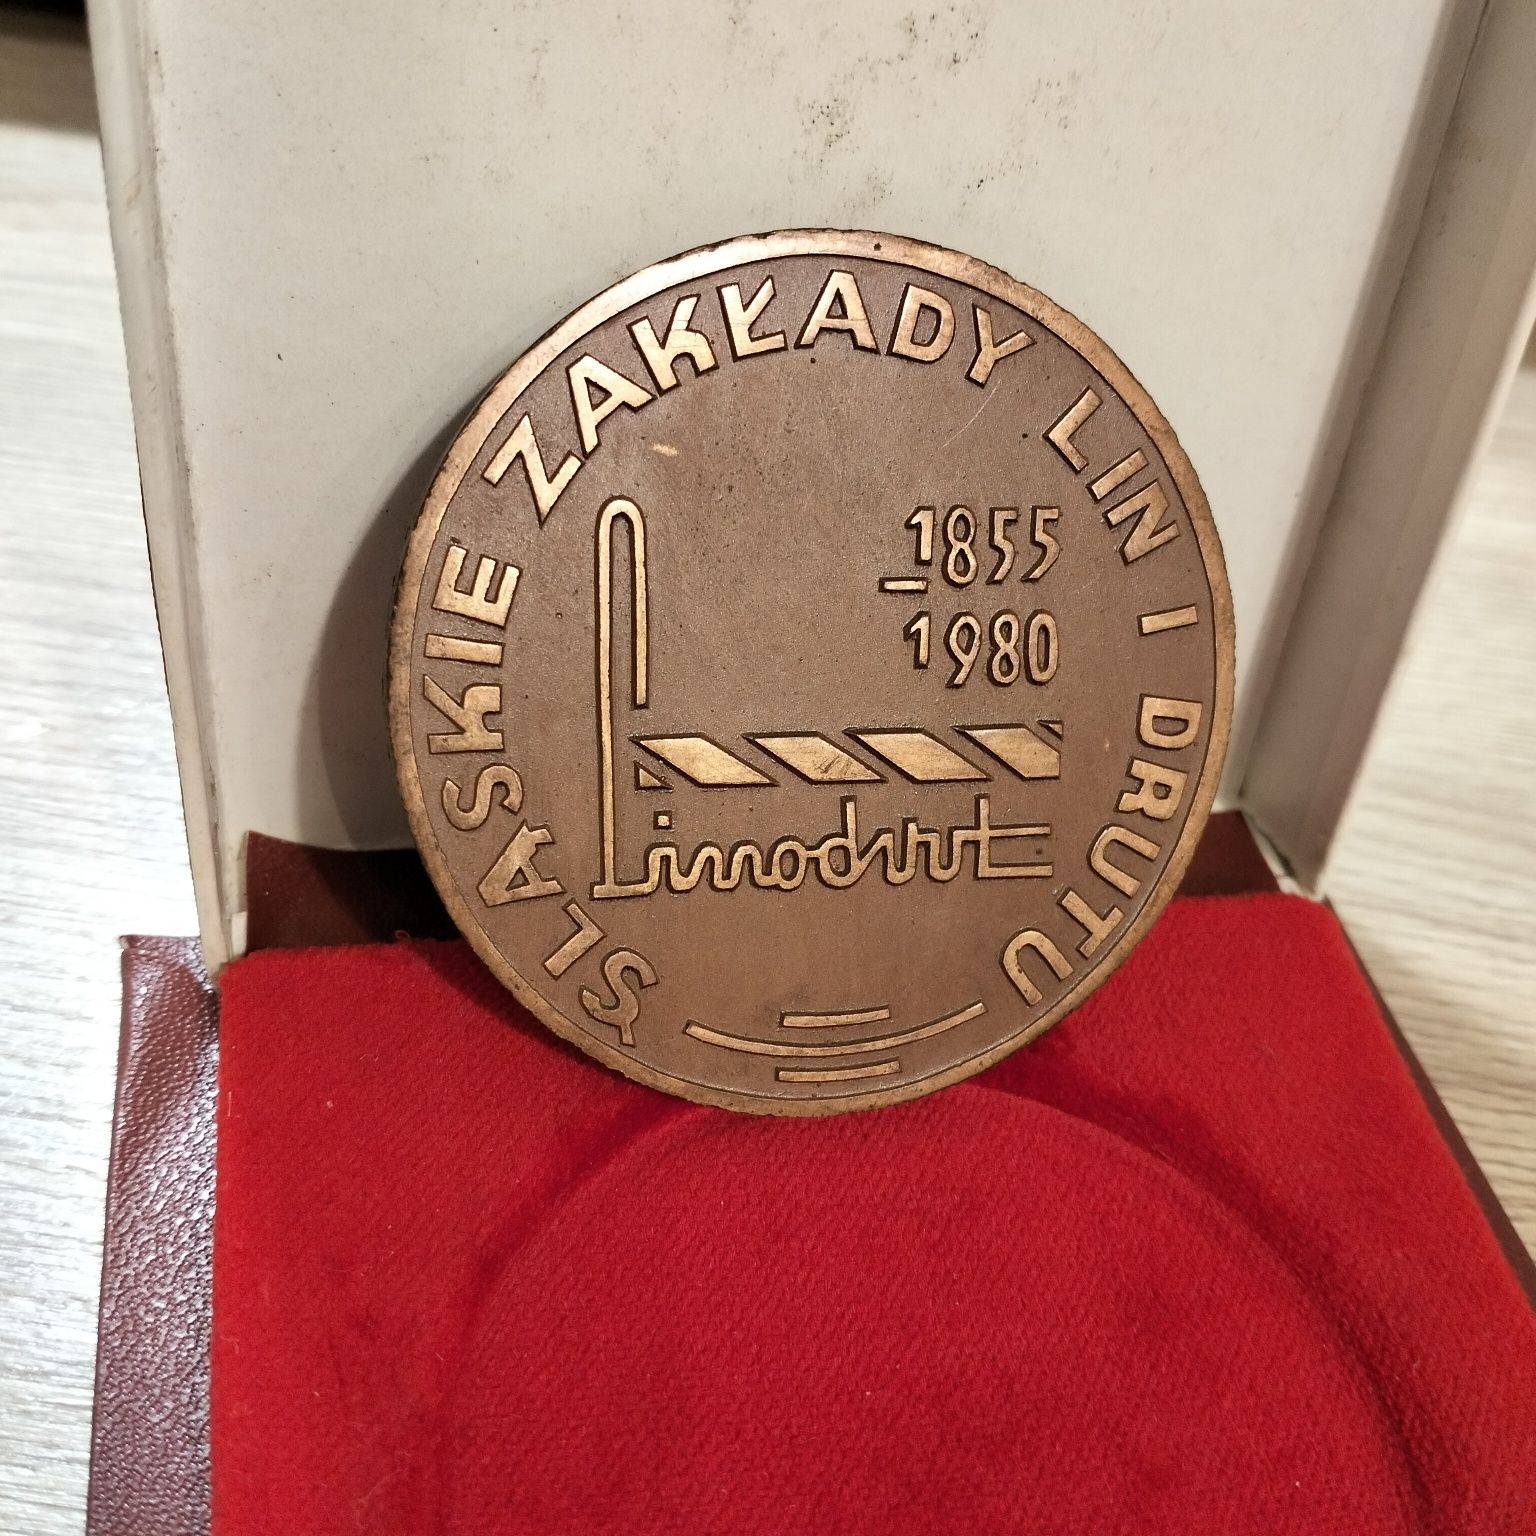 ŚLĄSKIE ZAKŁADY LIN I DRUTU
1855
– 1980
Linodrut